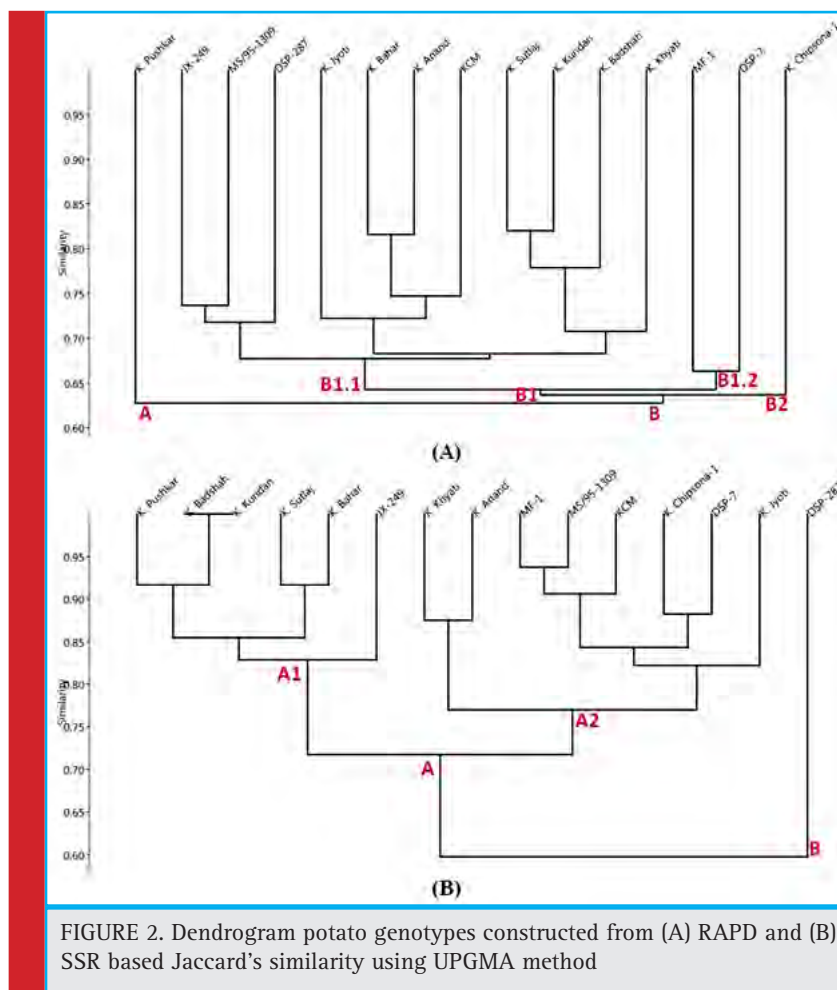 K. Pushkar JX-249 MS/95-1309 DSP-287 K. Jyoti K. Bahar K. Anand KCM K. Sutlaj K. Kundan K. Badshah K. Khyati MF-1 DSP-7 K. Chipsona-1
0.95
0.90
0.85
0.80
Similarity
0.75
0.70
0.65
0.60
B1.1
B1
B1.2
A
B
B2
(A)
K. Pushkar K. Badshah K. Kundan K. Sutlaj K. Bahar JX-249 K. Khyati K. Anand MF-1 MS/95-1309 KCM K. Chipsona-1 DSP-7 K. Jyoti DSP-287
0.95
0.90
0.85
0.80
0.75
Similarity
0.70
0.65
0.60
A1
A2
A
B
(B)
FIGURE 2. Dendrogram potato genotypes constructed from (A) RAPD and (B)
SSR based Jaccard's similarity using UPGMA method